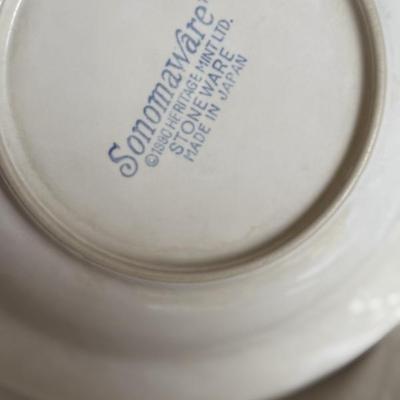 Sonomaware
©1980 HERITAGE MINT LTD.
STONEWARE
MADE IN JAPAN